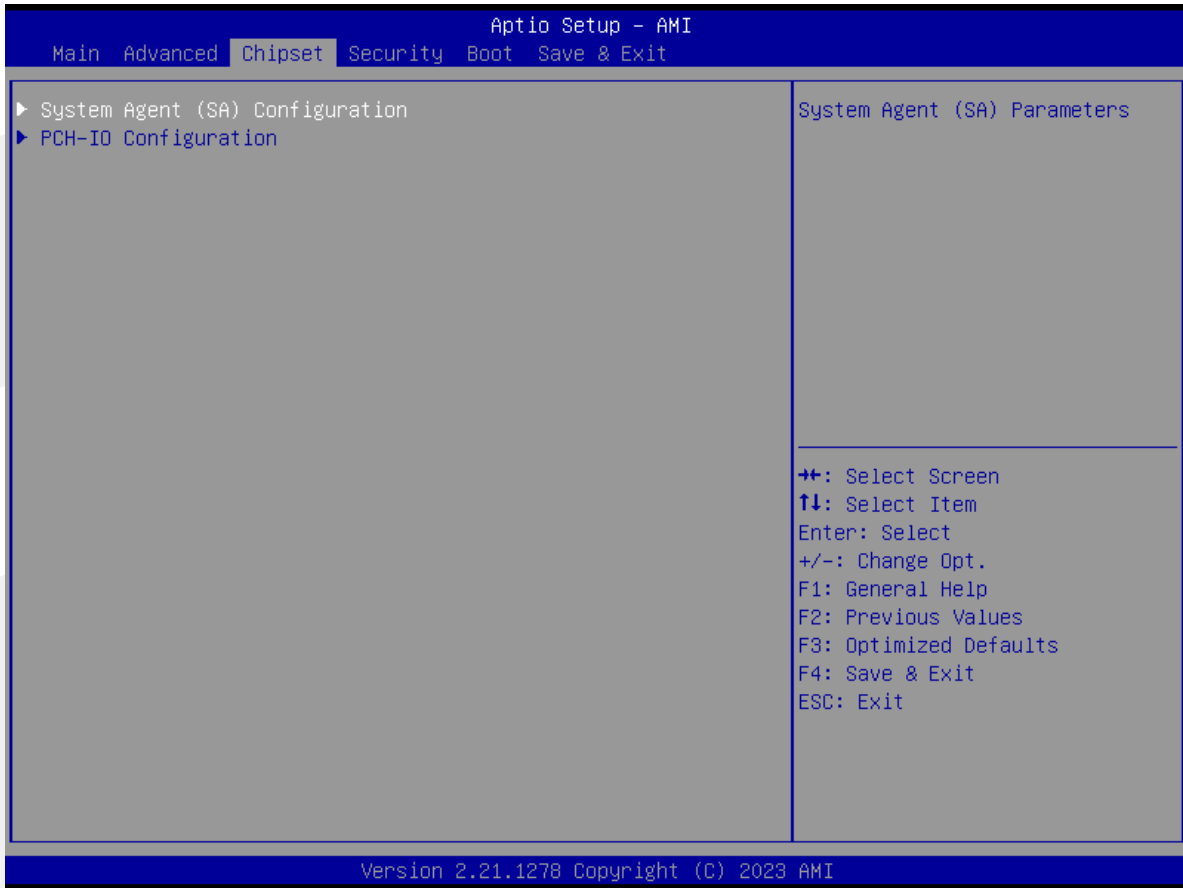 Aptio Setup – AMI
Main Advanced Chipset Security Boot Save & Exit
▶ System Agent (SA) Configuration
▶ PCH-IO Configuration
System Agent (SA) Parameters
→←: Select Screen
↑↓: Select Item
Enter: Select
+/-: Change Opt.
F1: General Help
F2: Previous Values
F3: Optimized Defaults
F4: Save & Exit
ESC: Exit
Version 2.21.1278 Copyright (C) 2023 AMI